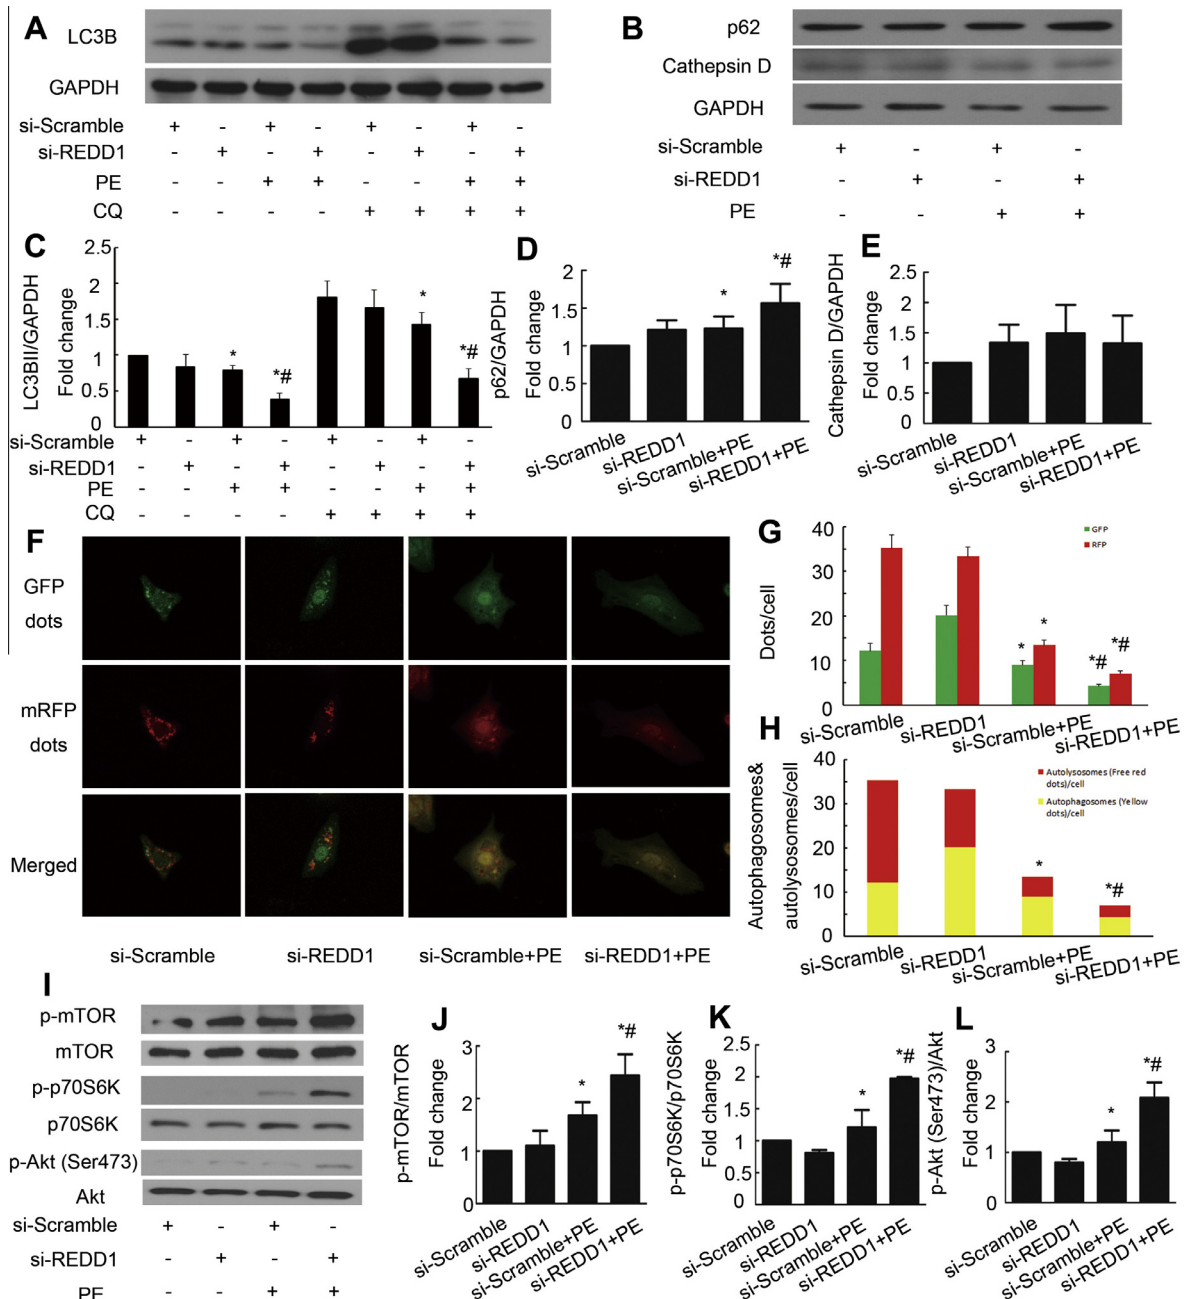 A
LC3B
GAPDH
si-Scramble + - + - + - + -
si-REDD1 - + - + - + - +
PE - - + + - - + +
CQ - - - - + + + +
B
p62
Cathepsin D
GAPDH
si-Scramble + - + -
si-REDD1 - + - +
PE - - + +
C
LC3BII/GAPDH
Fold change
2.5
2
1.5
1
0.5
0
* *# * *#
si-Scramble + - + - + - + -
si-REDD1 - + - + - + - +
PE - - + + - - + +
CQ - - - - + + + +
D
p62/GAPDH
Fold change
2
1.5
1
0.5
0
* *#
si-Scramble
si-REDD1
si-Scramble+PE
si-REDD1+PE
E
Cathepsin D/GAPDH
Fold change
2.5
2
1.5
1
0.5
0
si-Scramble
si-REDD1
si-Scramble+PE
si-REDD1+PE
F
GFP
dots
mRFP
dots
Merged
si-Scramble si-REDD1 si-Scramble+PE si-REDD1+PE
G
Dots/cell
40
30
20
10
0
GFP
RFP
* * *# *#
si-Scramble
si-REDD1
si-Scramble+PE
si-REDD1+PE
H
Autophagosomes&
autolysosomes/cell
40
30
20
10
0
Autolysosomes (Free red
dots)/cell
Autophagosomes (Yellow
dots)/cell
* *#
si-Scramble
si-REDD1
si-Scramble+PE
si-REDD1+PE
I
p-mTOR
mTOR
p-p70S6K
p70S6K
p-Akt (Ser473)
Akt
si-Scramble + - + -
si-REDD1 - + - +
PE - - + +
J
p-mTOR/mTOR
Fold change
3
2
1
0
* *#
si-Scramble
si-REDD1
si-Scramble+PE
si-REDD1+PE
K
p-p70S6K/p70S6K
Fold change
2.5
2
1.5
1
0.5
0
* *#
si-Scramble
si-REDD1
si-Scramble+PE
si-REDD1+PE
L
p-Akt (Ser473)/Akt
Fold change
3
2
1
0
* *#
si-Scramble
si-REDD1
si-Scramble+PE
si-REDD1+PE